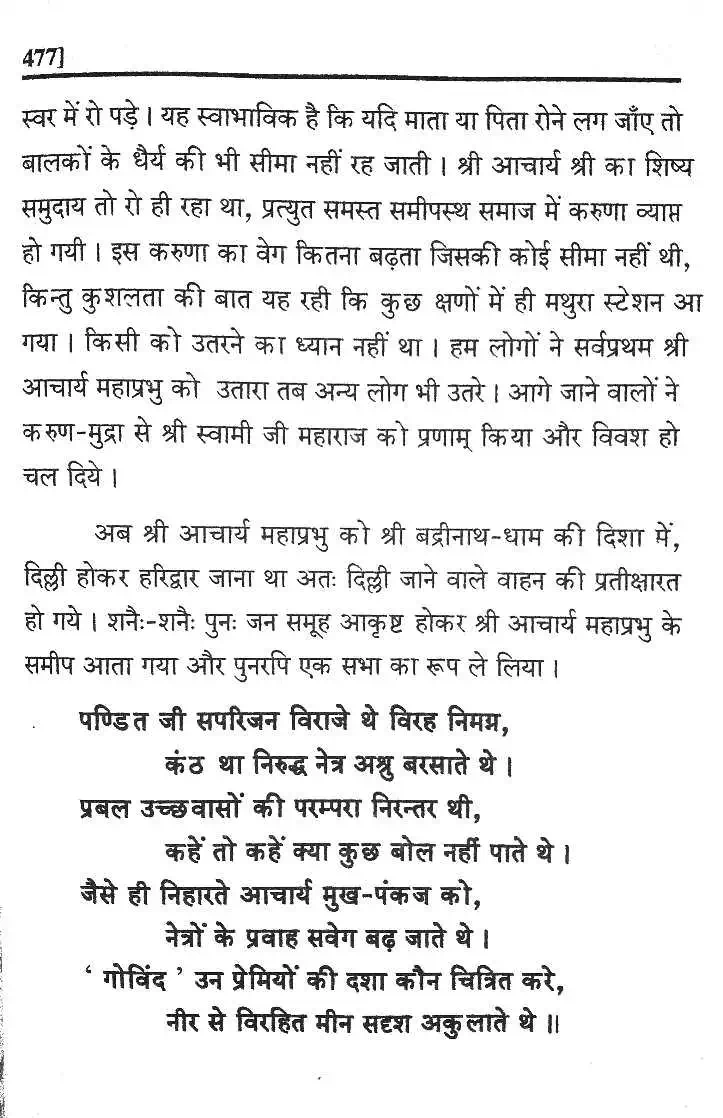 477]
स्वर में रो पड़े । यह स्वाभाविक है कि यदि माता या पिता रोने लग जाँए तो
बालकों के धैर्य की भी सीमा नहीं रह जाती । श्री आचार्य श्री का शिष्य
समुदाय तो रो ही रहा था, प्रत्युत समस्त समीपस्थ समाज में करुणा व्याप्त
हो गयी । इस करुणा का वेग कितना बढ़ता जिसकी कोई सीमा नहीं थी,
किन्तु कुशलता की बात यह रही कि कुछ क्षणों में ही मथुरा स्टेशन आ
गया । किसी को उतरने का ध्यान नहीं था । हम लोगों ने सर्वप्रथम श्री
आचार्य महाप्रभु को उतारा तब अन्य लोग भी उतरे । आगे जाने वालों ने
करुण-मुद्रा से श्री स्वामी जी महाराज को प्रणाम् किया और विवश हो
चल दिये ।
अब श्री आचार्य महाप्रभु को श्री बद्रीनाथ-धाम की दिशा में,
दिल्ली होकर हरिद्वार जाना था अतः दिल्ली जाने वाले वाहन की प्रतीक्षारत
हो गये । शनैः-शनैः पुनः जन समूह आकृष्ट होकर श्री आचार्य महाप्रभु के
समीप आता गया और पुनरपि एक सभा का रूप ले लिया ।
पण्डित जी सपरिजन विराजे थे विरह निमग्न,
कंठ था निरुद्ध नेत्र अश्रु बरसाते थे ।
प्रबल उच्छवासों की परम्परा निरन्तर थी,
कहें तो कहें क्या कुछ बोल नहीं पाते थे ।
जैसे ही निहारते आचार्य मुख-पंकज को,
नेत्रों के प्रवाह सवेग बढ़ जाते थे ।
‘ गोविंद ’ उन प्रेमियों की दशा कौन चित्रित करे,
नीर से विरहित मीन सदृश अकुलाते थे ॥